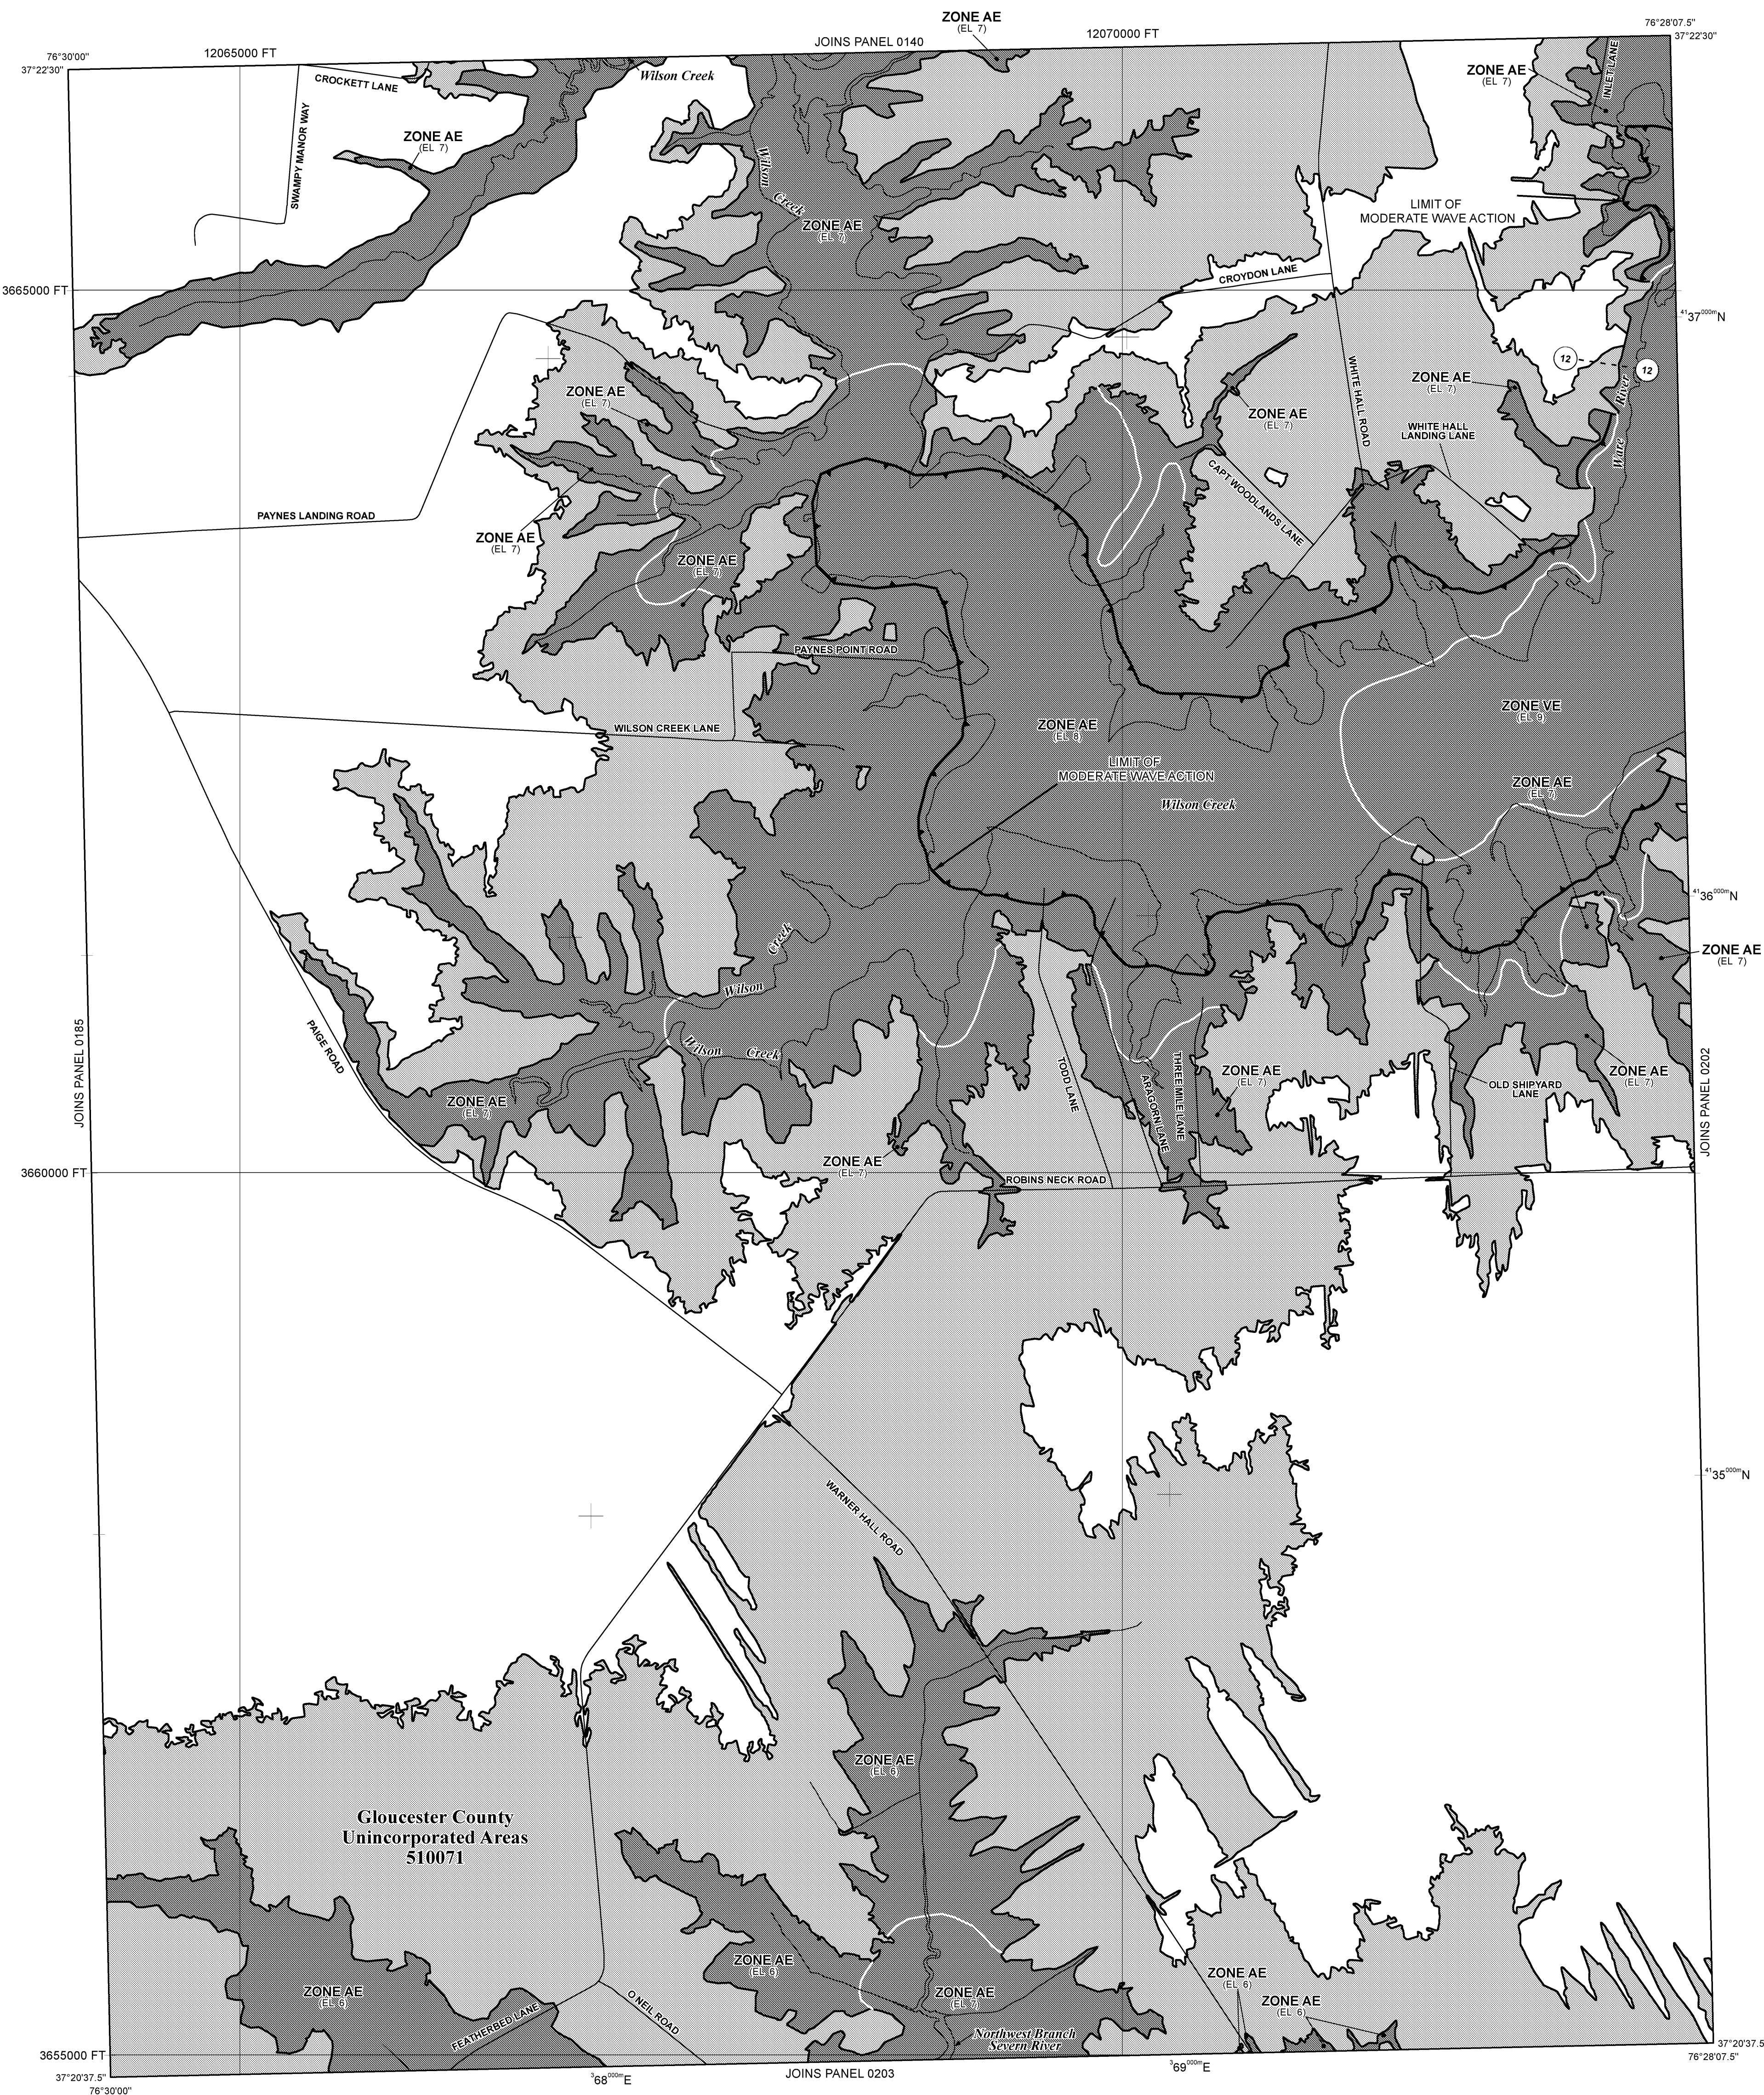 ZONE AE
(EL 7)
JOINS PANEL 0140
12065000 FT
12070000 FT
76°28'07.5"
37°22'30"
76°30'00"
37°22'30"
CROCKETT LANE
Wilson Creek
ZONE AE
(EL 7)
INLET LANE
SWAMPY MANOR WAY
ZONE AE
(EL 7)
Wilson
Creek
ZONE AE
(EL 7)
LIMIT OF
MODERATE WAVE ACTION
CROYDON LANE
3665000 FT
4137000m N
12
12
ZONE AE
(EL 7)
ZONE AE
(EL 7)
ZONE AE
(EL 7)
WHITE HALL ROAD
Ware River
WHITE HALL
LANDING LANE
CAPT WOODLANDS LANE
PAYNES LANDING ROAD
ZONE AE
(EL 7)
ZONE AE
(EL 7)
PAYNES POINT ROAD
WILSON CREEK LANE
ZONE AE
(EL 8)
ZONE VE
(EL 9)
LIMIT OF
MODERATE WAVE ACTION
Wilson Creek
ZONE AE
(EL 7)
4136000m N
Creek
Wilson
ZONE AE
(EL 7)
JOINS PANEL 0185
PAIGE ROAD
Wilson
Creek
TODD LANE
ARAGORN LANE
THREE MILE LANE
ZONE AE
(EL 7)
OLD SHIPYARD
LANE
ZONE AE
(EL 7)
JOINS PANEL 0202
ZONE AE
(EL 7)
ZONE AE
(EL 7)
3660000 FT
ROBINS NECK ROAD
4135000m N
WARNER HALL ROAD
ZONE AE
(EL 6)
Gloucester County
Unincorporated Areas
510071
ZONE AE
(EL 6)
ZONE AE
(EL 6)
ZONE AE
(EL 7)
ZONE AE
(EL 6)
ZONE AE
(EL 6)
FEATHERBED LANE
O NEIL ROAD
Northwest Branch
Severn River
3655000 FT
37°20'37.5"
76°30'00"
368000m E
JOINS PANEL 0203
369000m E
37°20'37.5"
76°28'07.5"